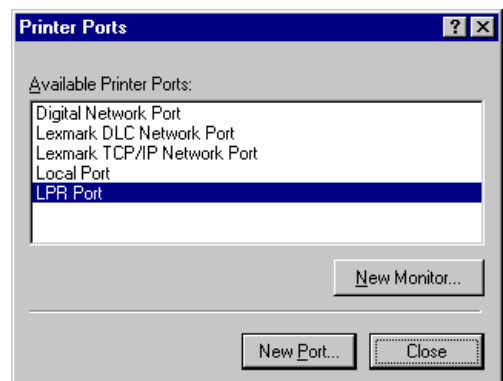 Printer Ports
Available Printer Ports:
Digital Network Port
Lexmark DLC Network Port
Lexmark TCP/IP Network Port
Local Port
LPR Port
New Monitor...
New Port...
Close